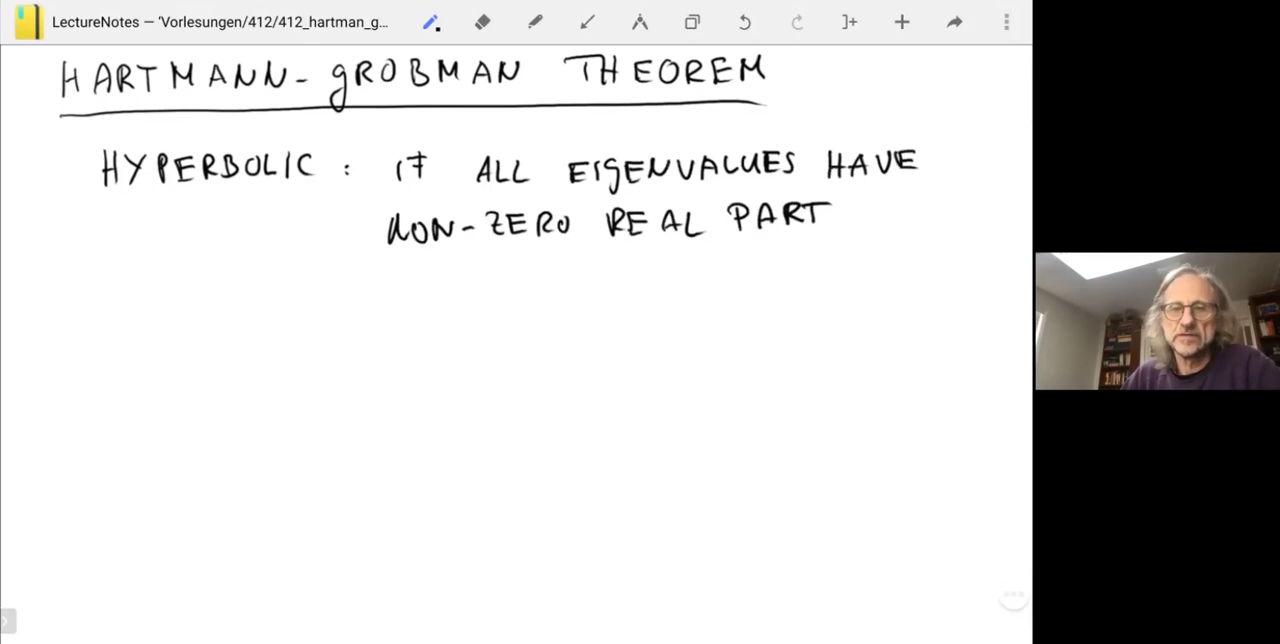 LectureNotes — ‘Vorlesungen/412/412_hartman_g...
HARTMANN-GROBMAN THEOREM
HYPERBOLIC : IF ALL EIGENVALUES HAVE
NON-ZERO REAL PART